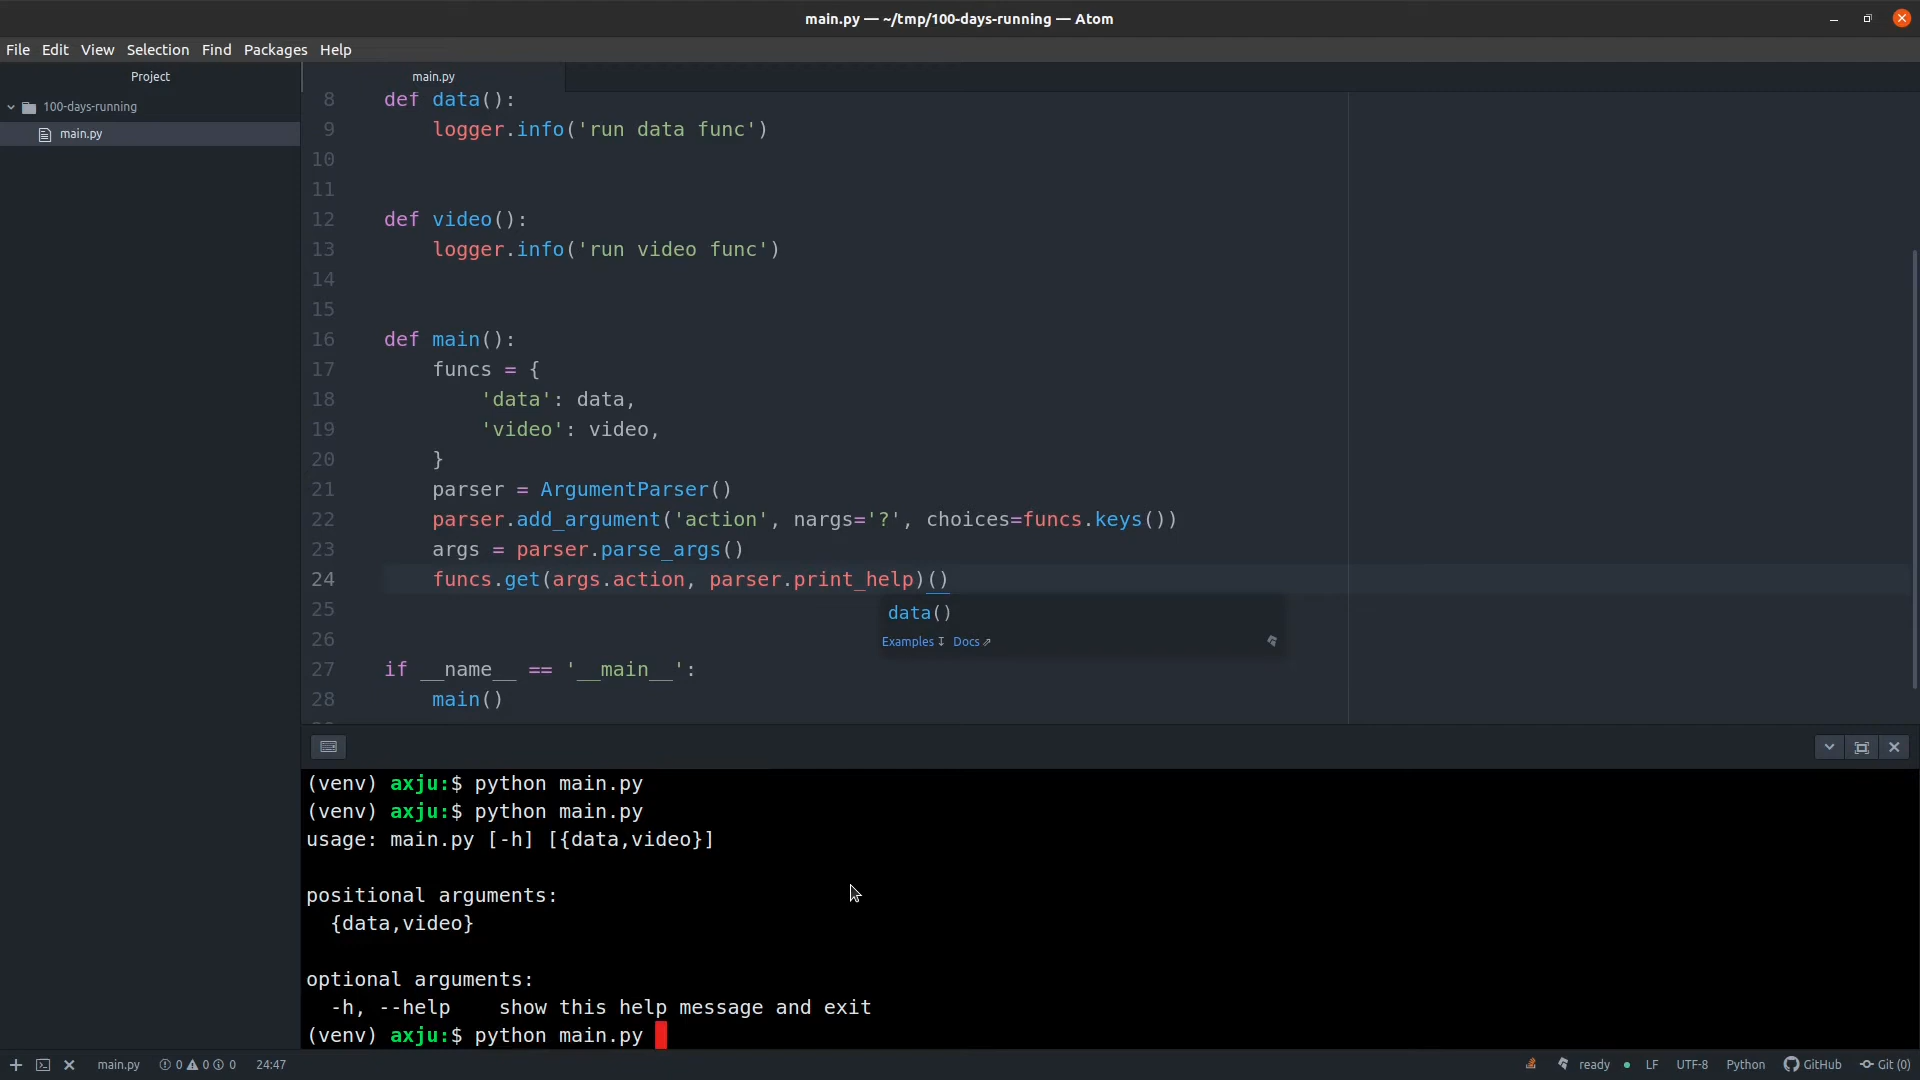 main.py — ~/tmp/100-days-running — Atom
File Edit View Selection Find Packages Help
Project
100-days-running
main.py
main.py
8 def data():
9 logger.info('run data func')
10
11
12 def video():
13 logger.info('run video func')
14
15
16 def main():
17 funcs = {
18 'data': data,
19 'video': video,
20 }
21 parser = ArgumentParser()
22 parser.add_argument('action', nargs='?', choices=funcs.keys())
23 args = parser.parse_args()
24 funcs.get(args.action, parser.print_help)()
25
data()
26
Examples Docs
27 if __name__ == '__main__':
28 main()
(venv) axju:$ python main.py
(venv) axju:$ python main.py
usage: main.py [-h] [{data,video}]
positional arguments:
{data,video}
optional arguments:
-h, --help show this help message and exit
(venv) axju:$ python main.py
main.py 0 0 0 24:47 ready LF UTF-8 Python GitHub Git (0)